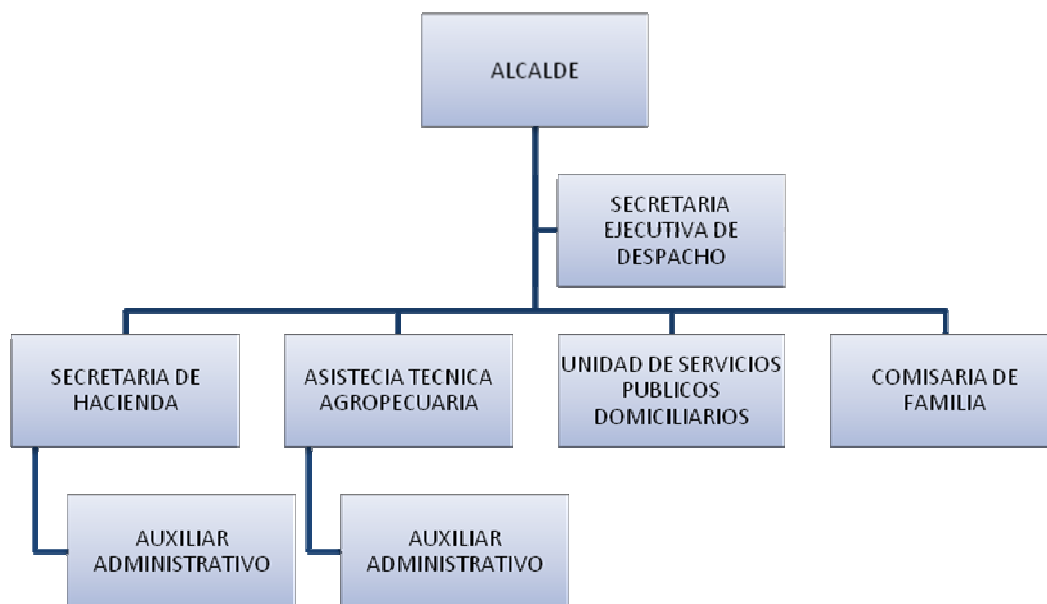 ALCALDE
SECRETARIA
EJECUTIVA DE
DESPACHO
SECRETARIA DE
HACIENDA
ASISTECIA TECNICA
AGROPECUARIA
UNIDAD DE SERVICIOS
PUBLICOS
DOMICILIARIOS
COMISARIA DE
FAMILIA
AUXILIAR
ADMINISTRATIVO
AUXILIAR
ADMINISTRATIVO